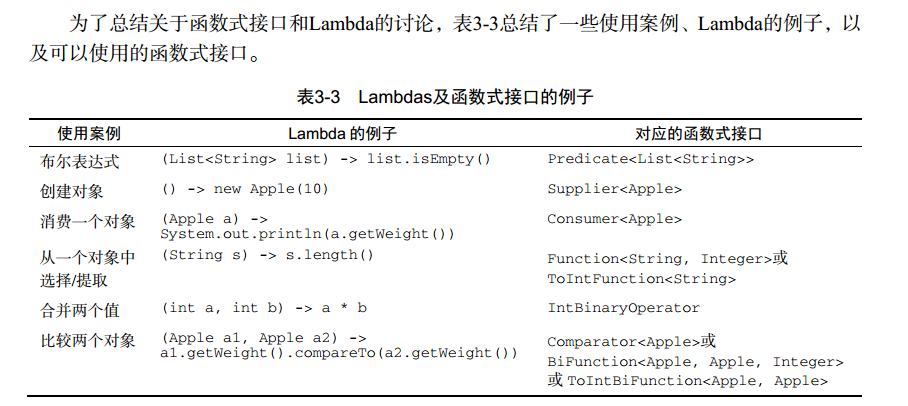 为了总结关于函数式接口和Lambda的讨论，表3-3总结了一些使用案例、Lambda的例子，以
及可以使用的函数式接口。
表3-3 Lambdas及函数式接口的例子
使用案例 Lambda 的例子 对应的函数式接口
布尔表达式 (List<String> list) -> list.isEmpty() Predicate<List<String>>
创建对象 () -> new Apple(10) Supplier<Apple>
消费一个对象 (Apple a) -> Consumer<Apple>
System.out.println(a.getWeight())
从一个对象中 (String s) -> s.length() Function<String, Integer>或
选择/提取 ToIntFunction<String>
合并两个值 (int a, int b) -> a * b IntBinaryOperator
比较两个对象 (Apple a1, Apple a2) -> Comparator<Apple>或
a1.getWeight().compareTo(a2.getWeight()) BiFunction<Apple, Apple, Integer>
或 ToIntBiFunction<Apple, Apple>